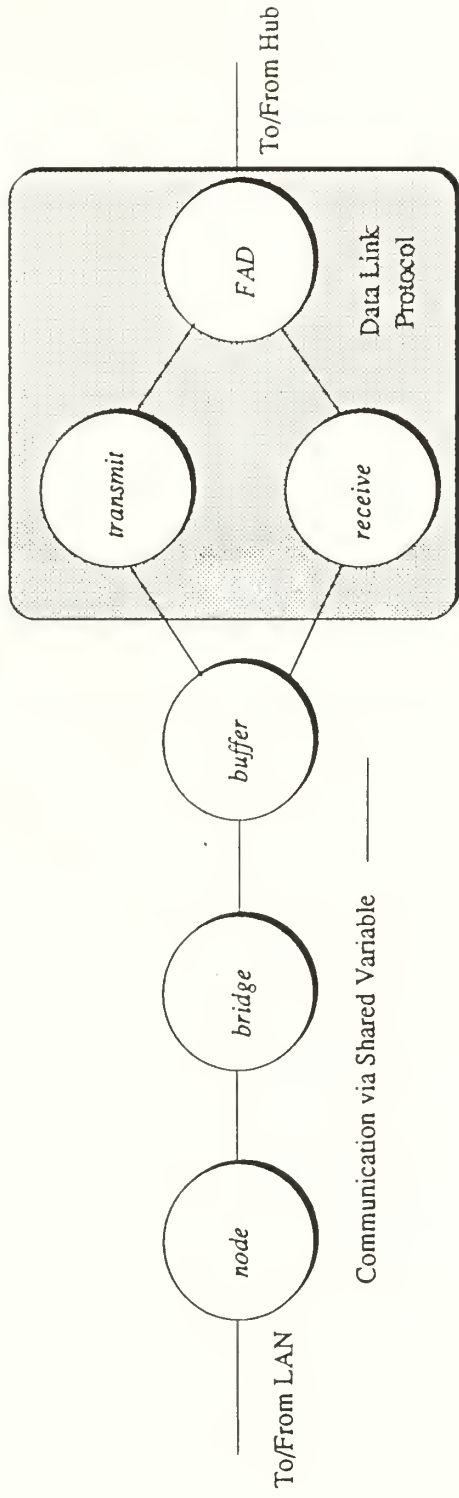 To/From LAN
node
bridge
buffer
transmit
receive
FAD
Data Link
Protocol
To/From Hub
Communication via Shared Variable